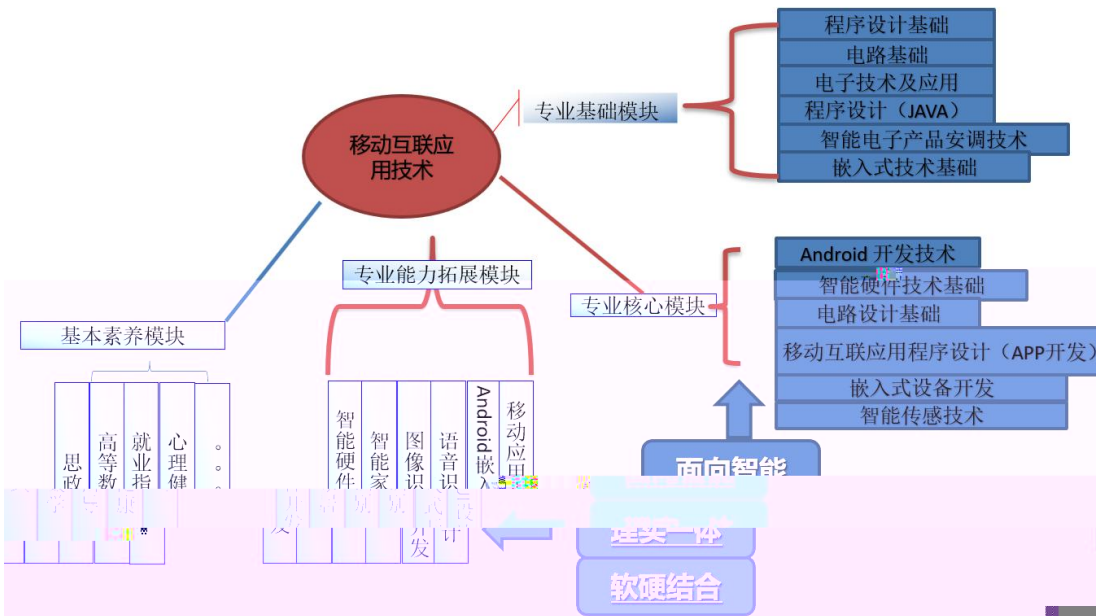 移动互联应
用技术
专业基础模块
程序设计基础
电路基础
电子技术及应用
程序设计（JAVA）
智能电子产品安调技术
嵌入式技术基础
专业核心模块
Android 开发技术
智能硬件技术基础
电路设计基础
移动互联应用程序设计（APP开发）
嵌入式设备开发
智能传感技术
专业能力拓展模块
智能硬件
智能家
图像识
语音识
Android嵌入
移动应用
基本素养模块
思政
高等数
就业指
心理健
。。。
面向智能
理实一体
软硬结合